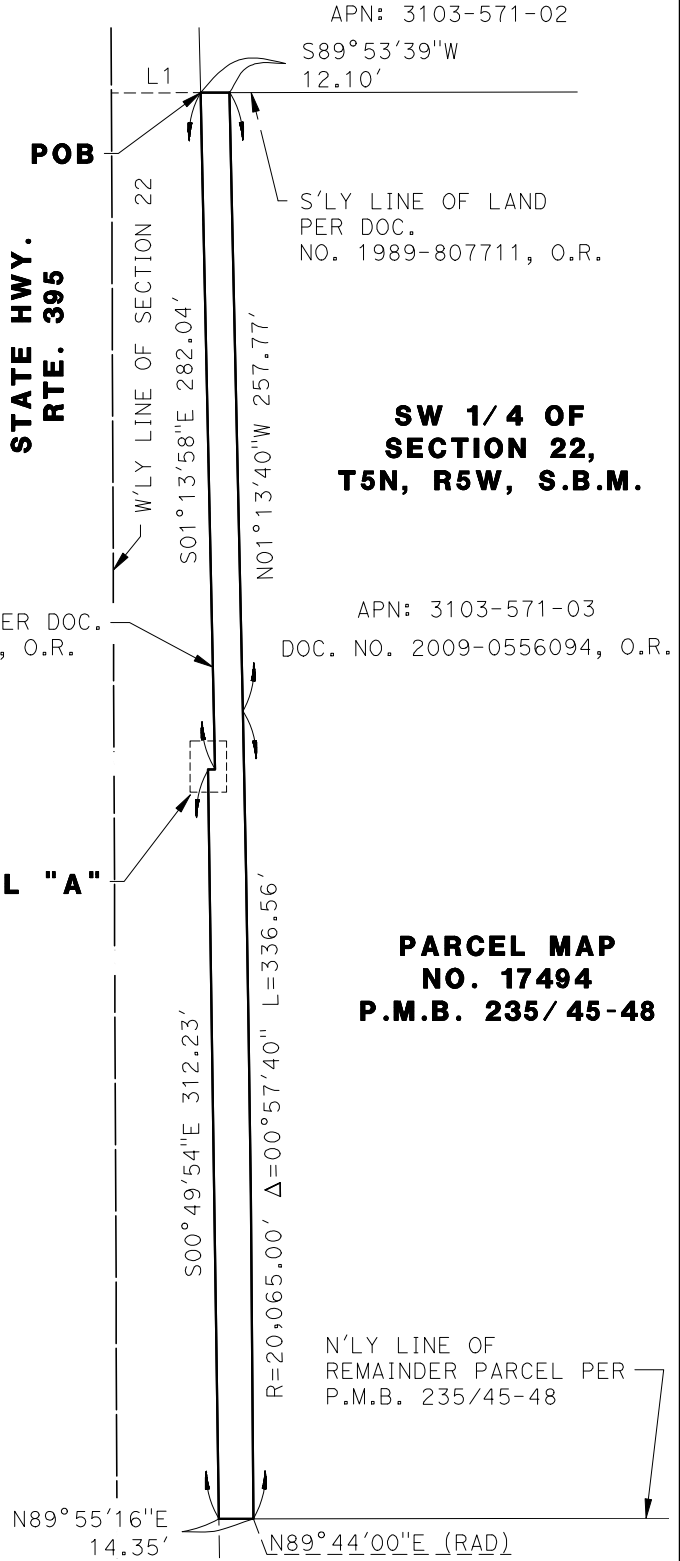 APN: 3103-571-02
S89°53'39"W
12.10'
L1
POB
S'LY LINE OF LAND
PER DOC.
NO. 1989-807711, O.R.
STATE HWY.
RTE. 395
W'LY LINE OF SECTION 22
S01°13'58"E 282.04'
N01°13'40"W 257.77'
SW 1/4 OF
SECTION 22,
T5N, R5W, S.B.M.
ER DOC.
, O.R.
APN: 3103-571-03
DOC. NO. 2009-0556094, O.R.
L "A"
PARCEL MAP
NO. 17494
P.M.B. 235/45-48
S00°49'54"E 312.23'
R=20,065.00' Δ=00°57'40" L=336.56'
N'LY LINE OF
REMAINDER PARCEL PER
P.M.B. 235/45-48
N89°55'16"E
14.35'
N89°44'00"E (RAD)